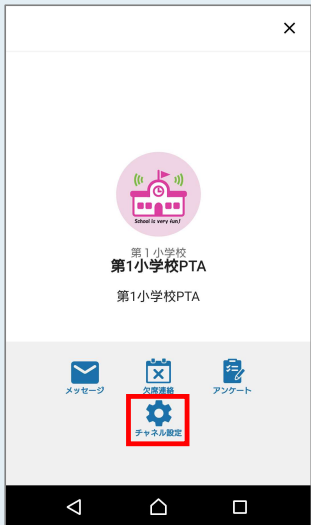 ×
School is very fun!
第１小学校
第1小学校PTA
第1小学校PTA
メッセージ
欠席連絡
アンケート
チャネル設定